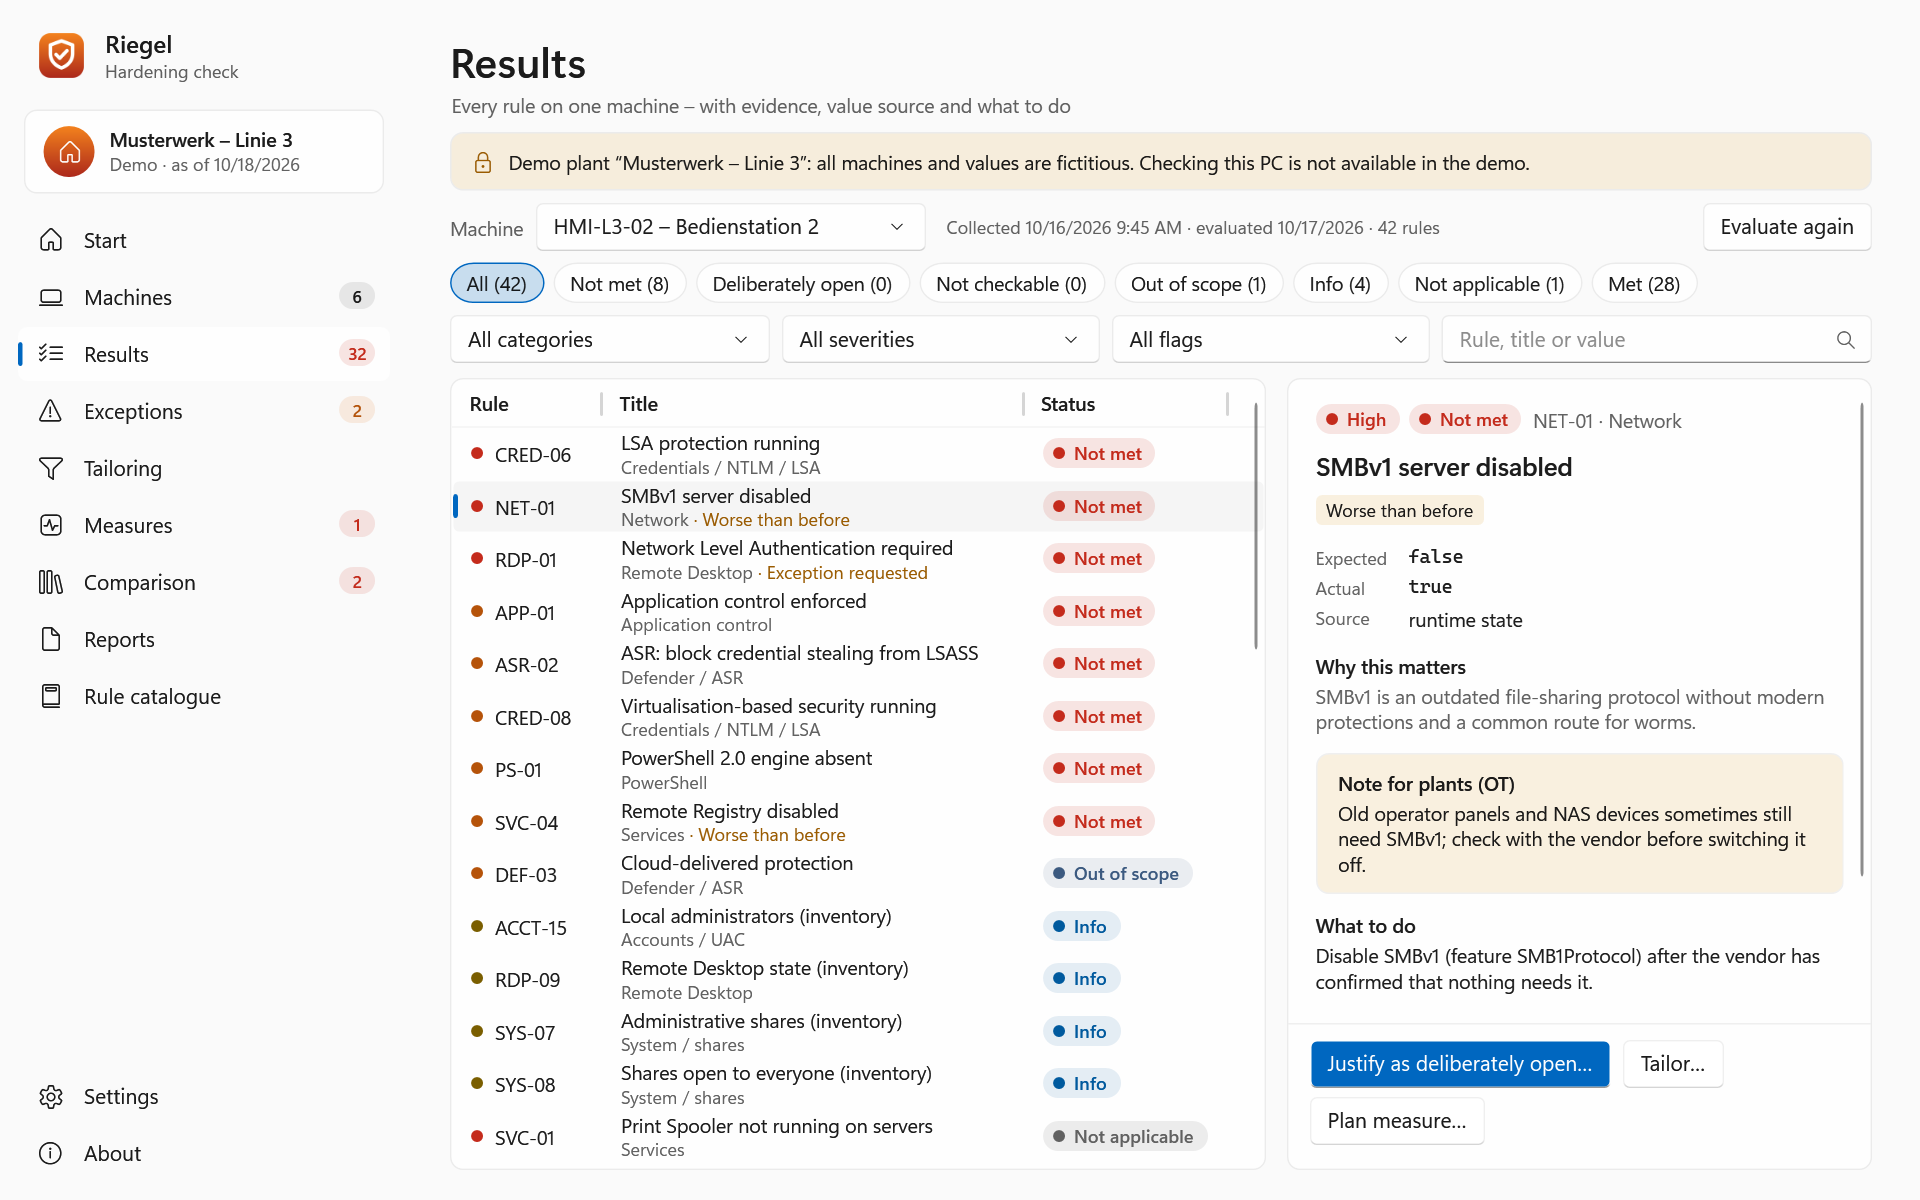 Riegel
Hardening check
Musterwerk – Linie 3
Demo · as of 10/18/2026
Start
Machines 6
Results 32
Exceptions 2
Tailoring
Measures 1
Comparison 2
Reports
Rule catalogue
Settings
About
Results
Every rule on one machine – with evidence, value source and what to do
Demo plant “Musterwerk – Linie 3”: all machines and values are fictitious. Checking this PC is not available in the demo.
Machine HMI-L3-02 – Bedienstation 2 Collected 10/16/2026 9:45 AM · evaluated 10/17/2026 · 42 rules Evaluate again
All (42) Not met (8) Deliberately open (0) Not checkable (0) Out of scope (1) Info (4) Not applicable (1) Met (28)
All categories All severities All flags Rule, title or value
Rule Title Status
CRED-06 LSA protection running Not met
Credentials / NTLM / LSA
NET-01 SMBv1 server disabled Not met
Network · Worse than before
RDP-01 Network Level Authentication required Not met
Remote Desktop · Exception requested
APP-01 Application control enforced Not met
Application control
ASR-02 ASR: block credential stealing from LSASS Not met
Defender / ASR
CRED-08 Virtualisation-based security running Not met
Credentials / NTLM / LSA
PS-01 PowerShell 2.0 engine absent Not met
PowerShell
SVC-04 Remote Registry disabled Not met
Services · Worse than before
DEF-03 Cloud-delivered protection Out of scope
Defender / ASR
ACCT-15 Local administrators (inventory) Info
Accounts / UAC
RDP-09 Remote Desktop state (inventory) Info
Remote Desktop
SYS-07 Administrative shares (inventory) Info
System / shares
SYS-08 Shares open to everyone (inventory) Info
System / shares
SVC-01 Print Spooler not running on servers Not applicable
Services
High Not met NET-01 · Network
SMBv1 server disabled
Worse than before
Expected false
Actual true
Source runtime state
Why this matters
SMBv1 is an outdated file-sharing protocol without modern
protections and a common route for worms.
Note for plants (OT)
Old operator panels and NAS devices sometimes still
need SMBv1; check with the vendor before switching it
off.
What to do
Disable SMBv1 (feature SMB1Protocol) after the vendor has
confirmed that nothing needs it.
Justify as deliberately open... Tailor...
Plan measure...